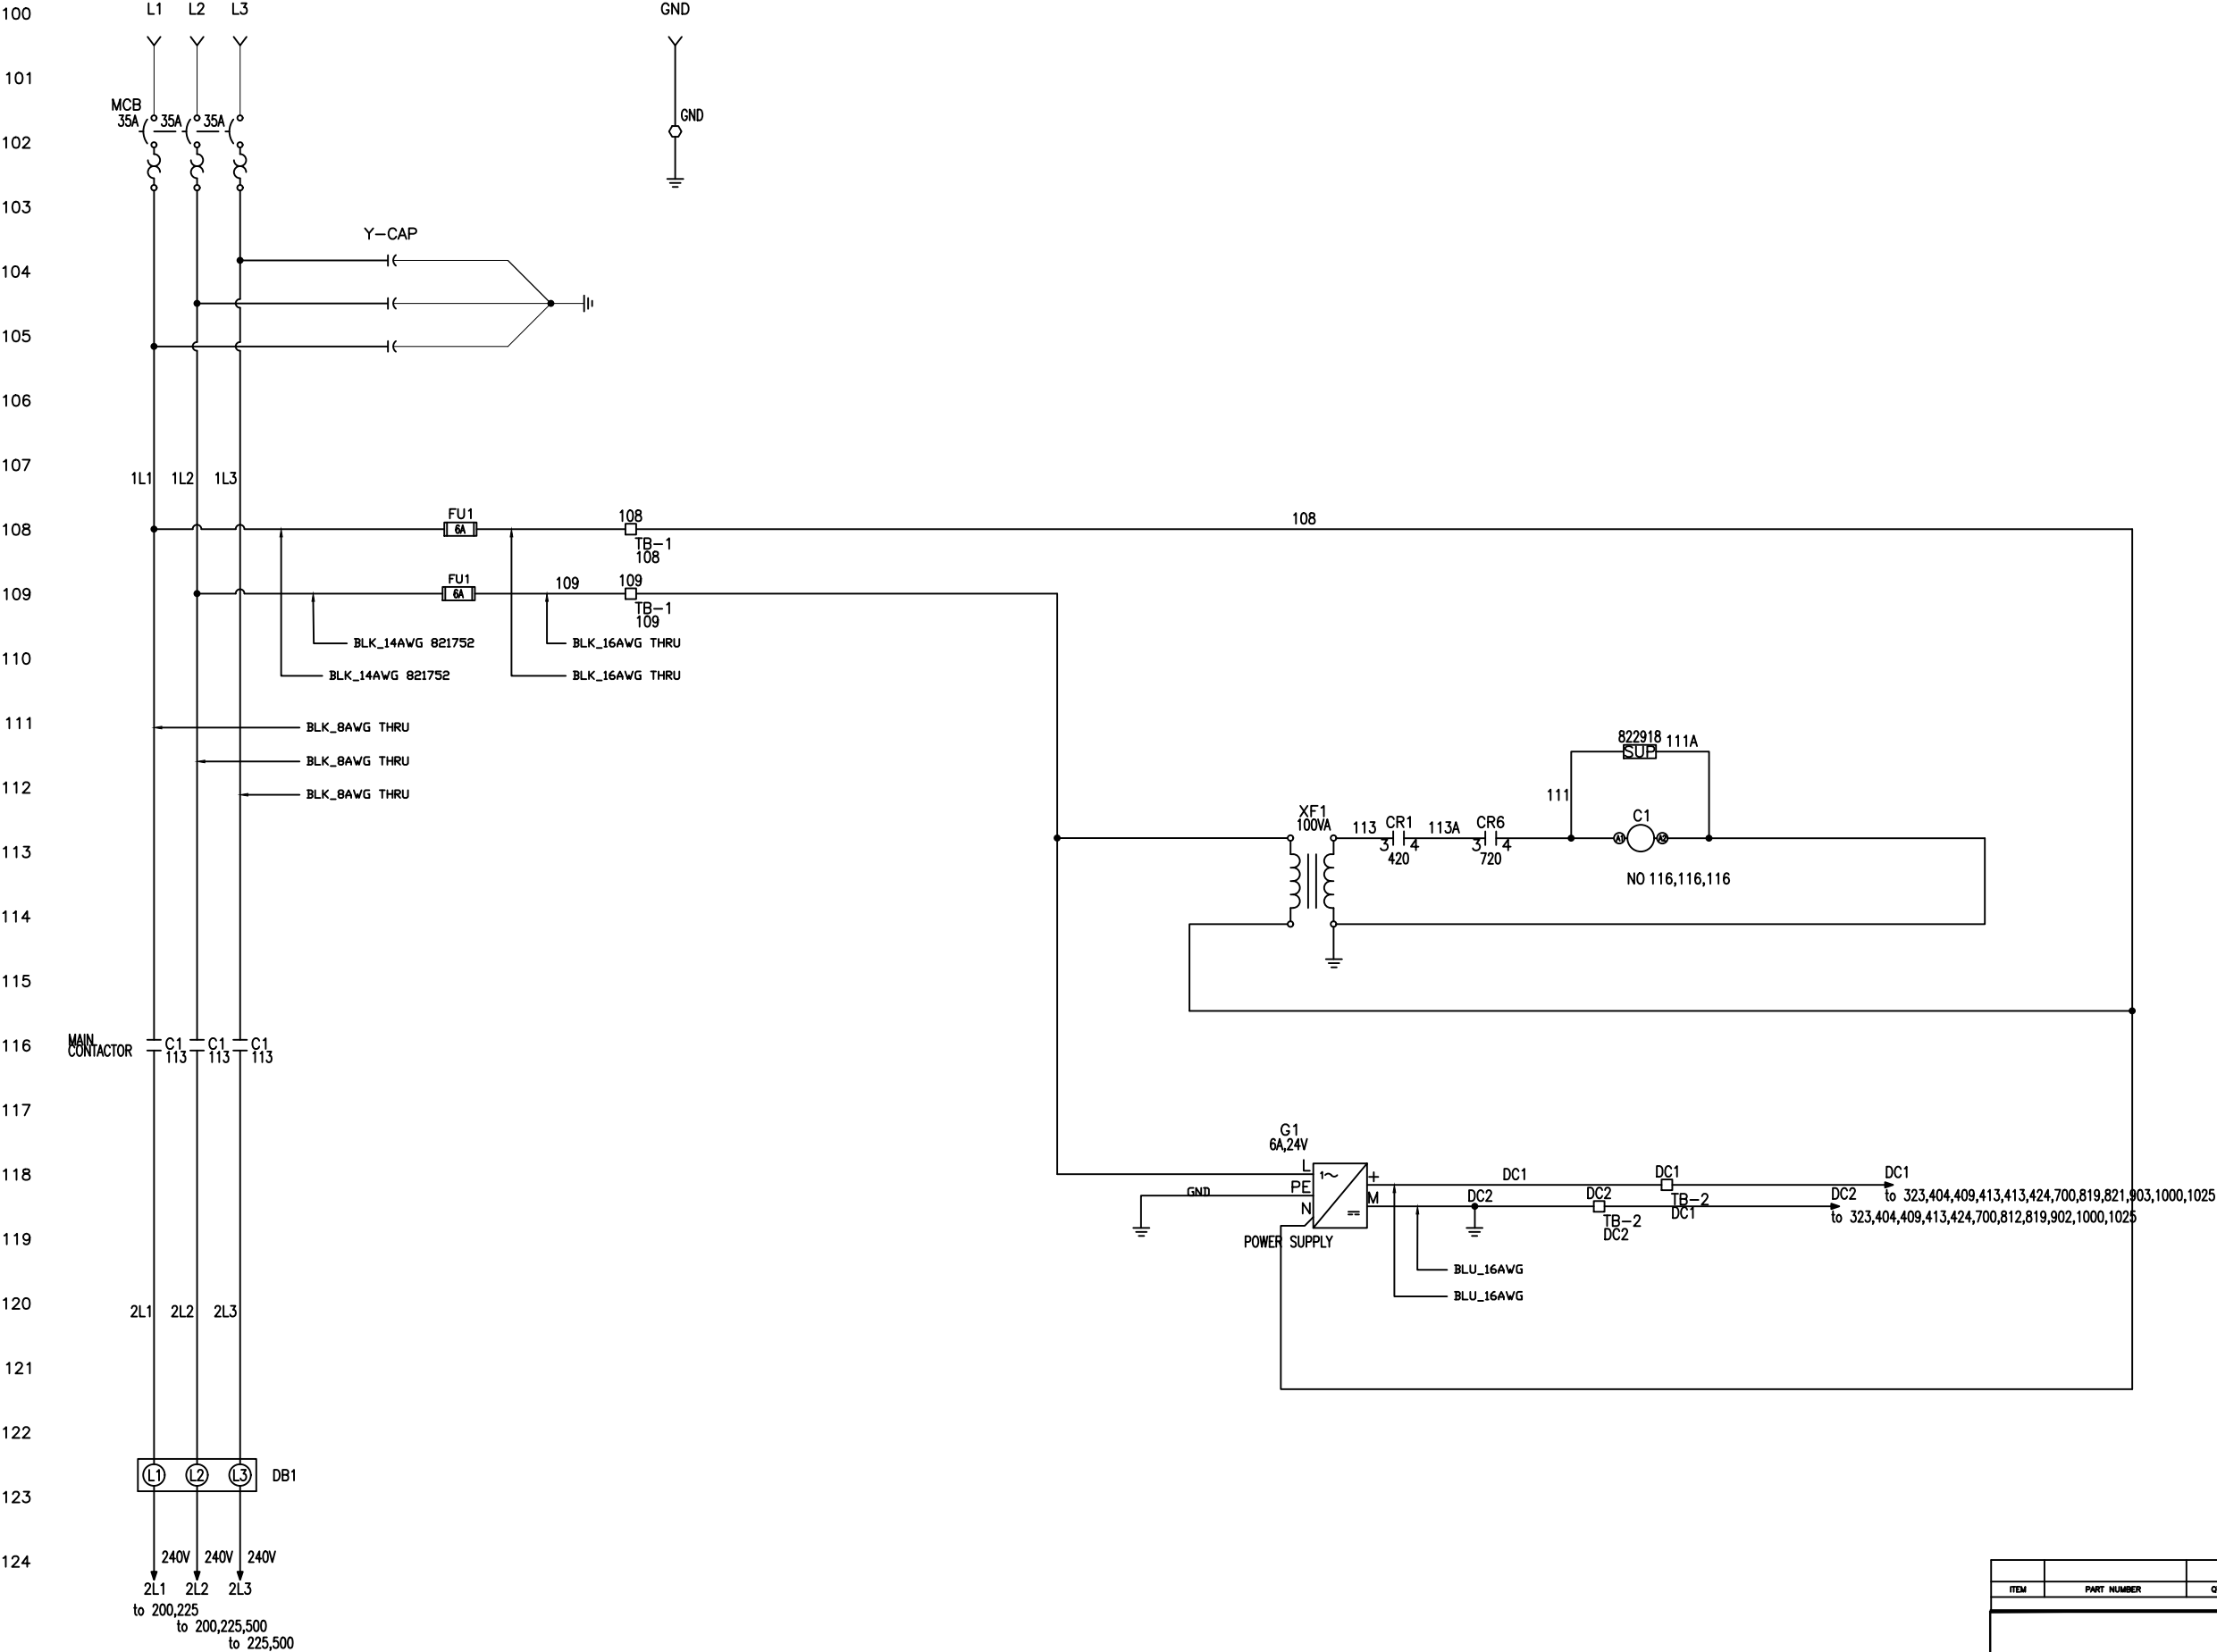 100 L1 L2 L3 GND
101
MCB
35A 35A 35A GND
102
103
Y-CAP
104
105
106
107
1L1 1L2 1L3
108 FU1 6A 108 108
TB-1
108
109 FU1 6A 109 109
TB-1
109
BLK_14AWG 821752 BLK_16AWG THRU
110
BLK_14AWG 821752 BLK_16AWG THRU
111 BLK_8AWG THRU
822918 111A
SUP
BLK_8AWG THRU
112 BLK_8AWG THRU 111
XF1
100VA 113 CR1 113A CR6 C1
A1 A2
113 3 4 3 4
420 720
NO 116,116,116
114
115
116 MAIN
CONTACTOR C1 C1 C1
113 113 113
117
G1
6A,24V
118 L 1~ + DC1 DC1 DC1
GND PE M DC2 DC2 TB-2 DC2 to 323,404,409,413,413,424,700,819,821,903,1000,1025
N == TB-2 DC1 to 323,404,409,413,424,700,812,819,902,1000,1025
119 POWER SUPPLY DC2
BLU_16AWG
120 BLU_16AWG
2L1 2L2 2L3
121
122
L1 L2 L3 DB1
123
124 240V 240V 240V
2L1 2L2 2L3
to 200,225
to 200,225,500
to 225,500
ITEM PART NUMBER